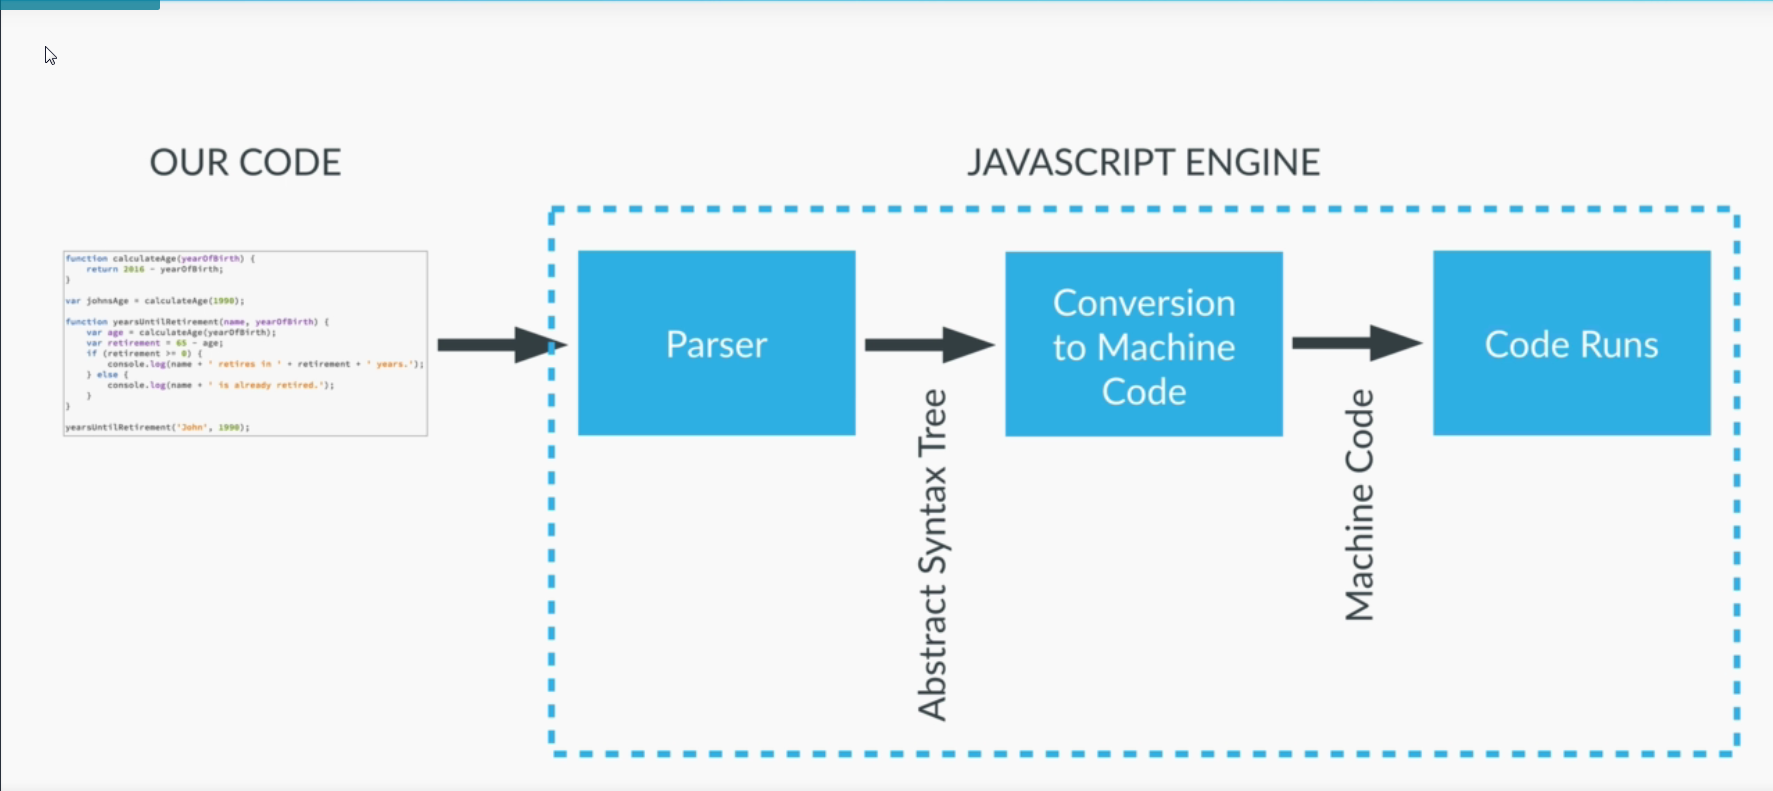 OUR CODE
JAVASCRIPT ENGINE
function calculateAge(yearOfBirth) {
    return 2016 - yearOfBirth;
}
var johnsAge = calculateAge(1990);
function yearsUntilRetirement(name, yearOfBirth) {
    var age = calculateAge(yearOfBirth);
    var retirement = 65 - age;
    if (retirement >= 0) {
        console.log(name + ' retires in ' + retirement + ' years.');
    } else {
        console.log(name + ' is already retired.');
    }
}
yearsUntilRetirement('John', 1990);
Parser
Abstract Syntax Tree
Conversion
to Machine
Code
Machine Code
Code Runs